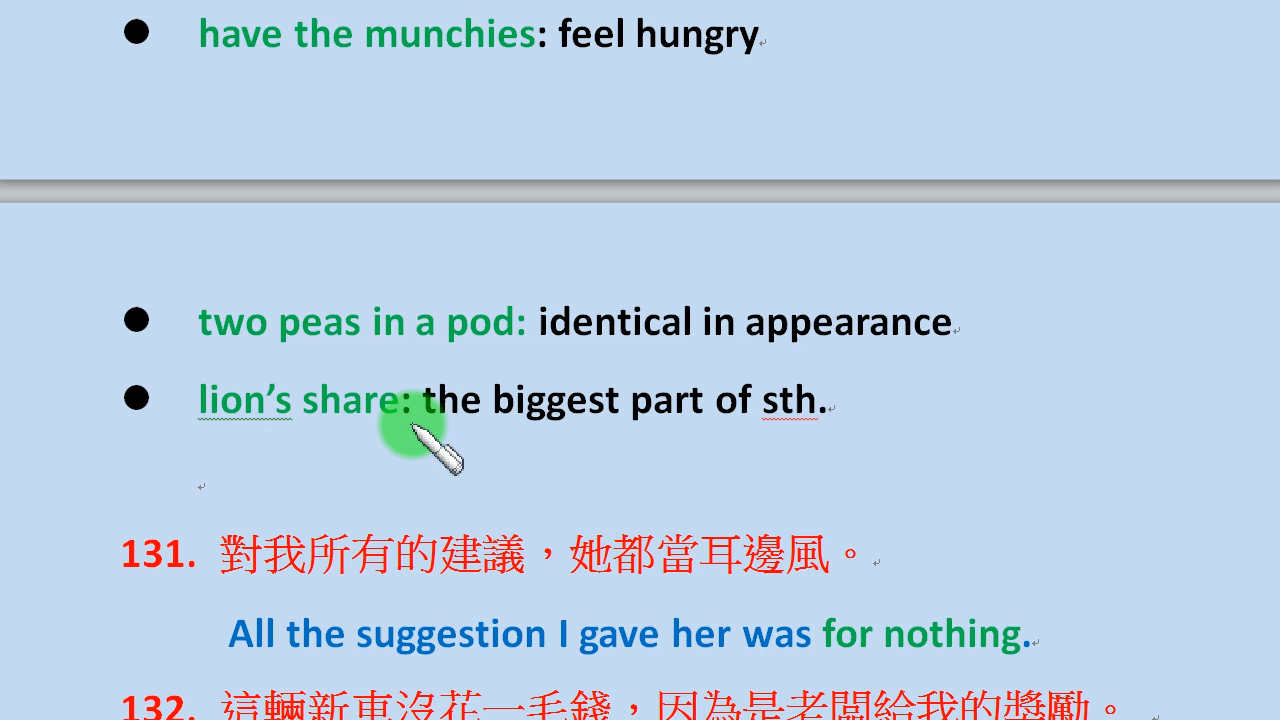 ● have the munchies: feel hungry
● two peas in a pod: identical in appearance
● lion’s share: the biggest part of sth.
131. 對我所有的建議，她都當耳邊風。
All the suggestion I gave her was for nothing.
132. 這輛新車沒花一毛錢，因為是老闆給我的獎勵。